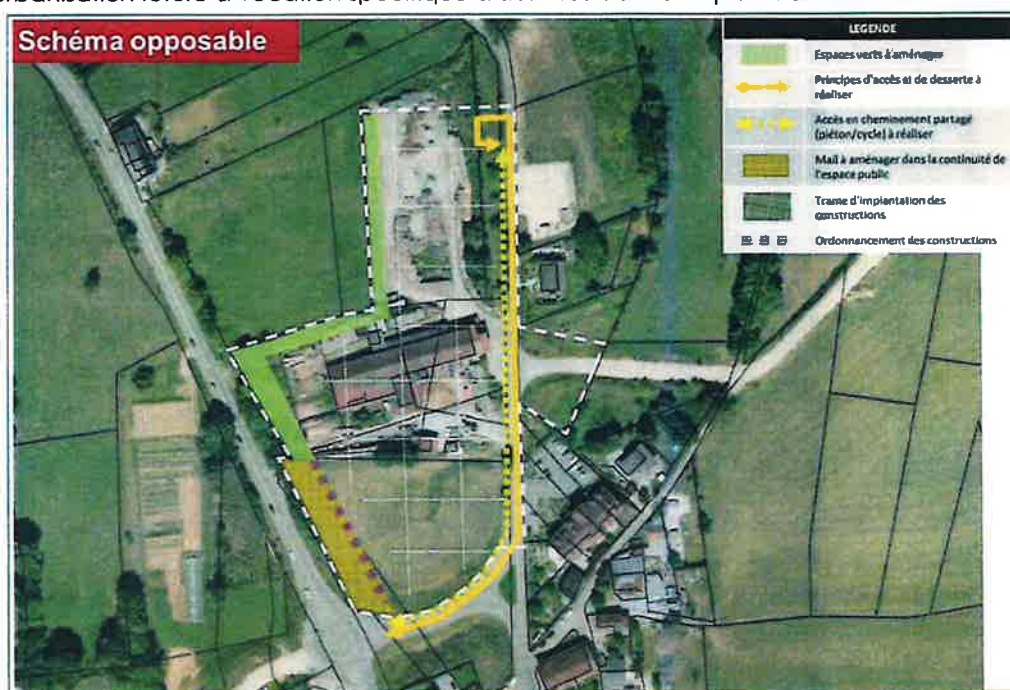 Schéma opposable
LEGENDE
Espaces verts à aménager
Principes d'accès et de desserte à
réaliser
Accès en cheminement partagé
(piéton/cycle) à réaliser
Mail à aménager dans la continuité de
l'espace public
Trame d'implantation des
constructions
Ordonnancement des constructions